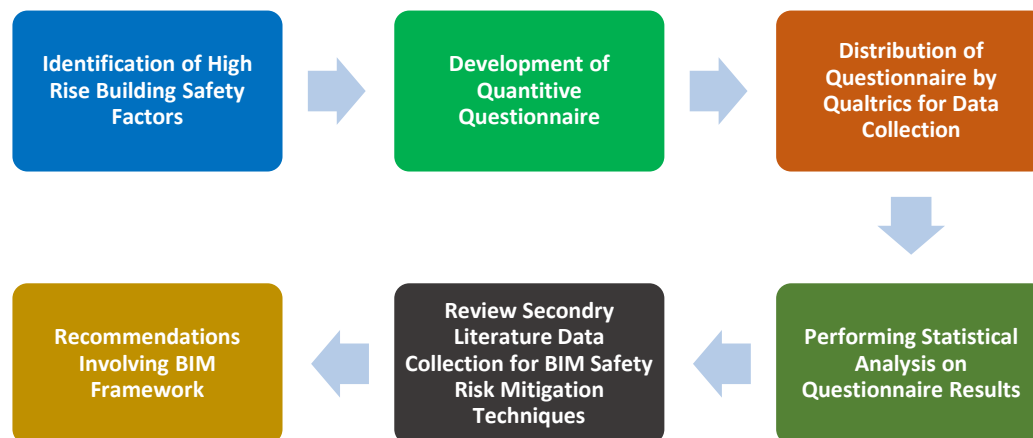 Identification of High
Rise Building Safety
Factors
Development of
Quantitive
Questionnaire
Distribution of
Questionnaire by
Qualtrics for Data
Collection
Performing Statistical
Analysis on
Questionnaire Results
Review Secondry
Literature Data
Collection for BIM Safety
Risk Mitigation
Techniques
Recommendations
Involving BIM
Framework